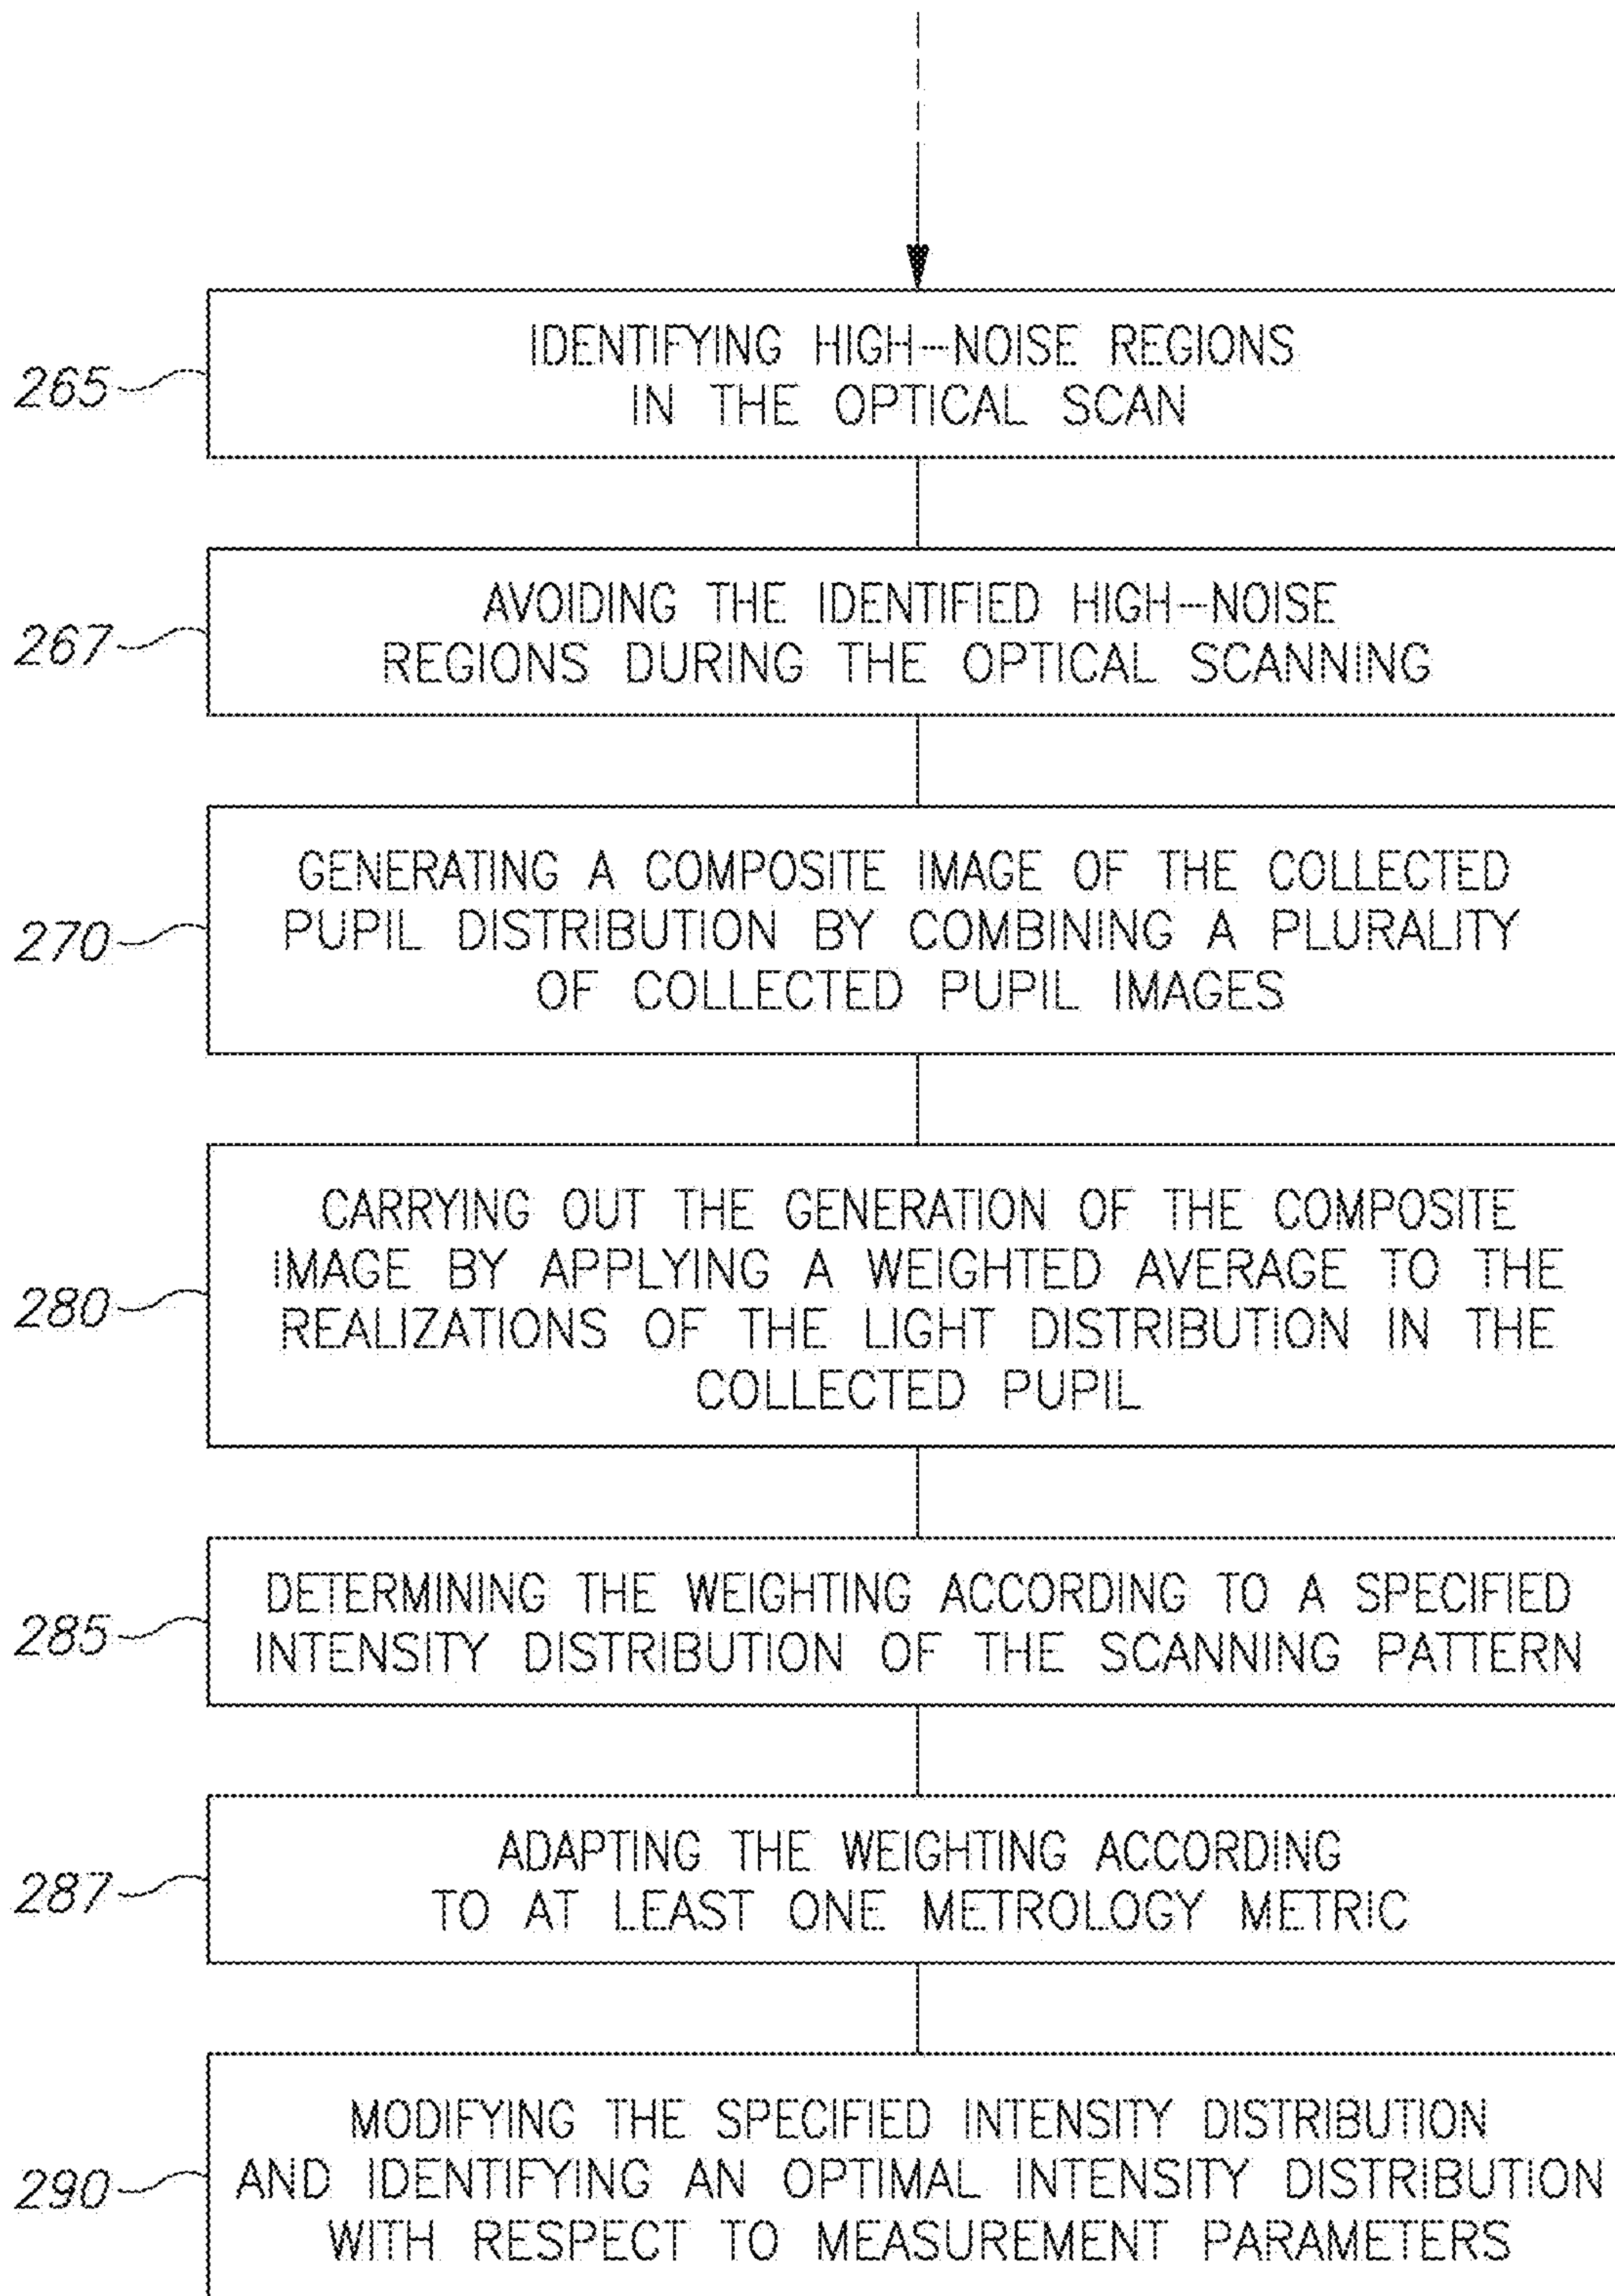 IDENTIFYING HIGH-NOISE REGIONS
265
IN THE OPTICAL SCAN
AVOIDING THE IDENTIFIED HIGH-NOISE
267
REGIONS DURING THE OPTICAL SCANNING
GENERATING A COMPOSITE IMAGE OF THE COLLECTED
270
PUPIL DISTRIBUTION BY COMBINING A PLURALITY
OF COLLECTED PUPIL IMAGES
CARRYING OUT THE GENERATION OF THE COMPOSITE
IMAGE BY APPLYING A WEIGHTED AVERAGE TO THE
280
REALIZATIONS OF THE LIGHT DISTRIBUTION IN THE
COLLECTED PUPIL
DETERMINING THE WEIGHTING ACCORDING TO A SPECIFIED
285
INTENSITY DISTRIBUTION OF THE SCANNING PATTERN
ADAPTING THE WEIGHTING ACCORDING
287
TO AT LEAST ONE METROLOGY METRIC
MODIFYING THE SPECIFIED INTENSITY DISTRIBUTION
290
AND IDENTIFYING AN OPTIMAL INTENSITY DISTRIBUTION
WITH RESPECT TO MEASUREMENT PARAMETERS